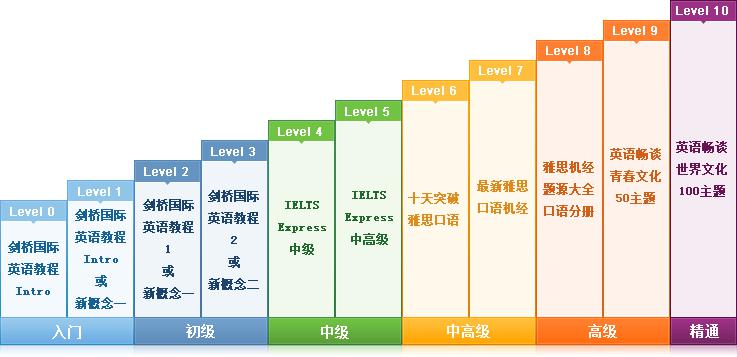 Level 0
剑桥国际
英语教程
Intro
Level 1
剑桥国际
英语教程
Intro
或
新概念一
Level 2
剑桥国际
英语教程
1
或
新概念一
Level 3
剑桥国际
英语教程
2
或
新概念二
Level 4
IELTS
Express
中级
Level 5
IELTS
Express
中高级
Level 6
十天突破
雅思口语
Level 7
最新雅思
口语机经
Level 8
雅思机经
题源大全
口语分册
Level 9
英语畅谈
青春文化
50主题
Level 10
英语畅谈
世界文化
100主题
入门
初级
中级
中高级
高级
精通